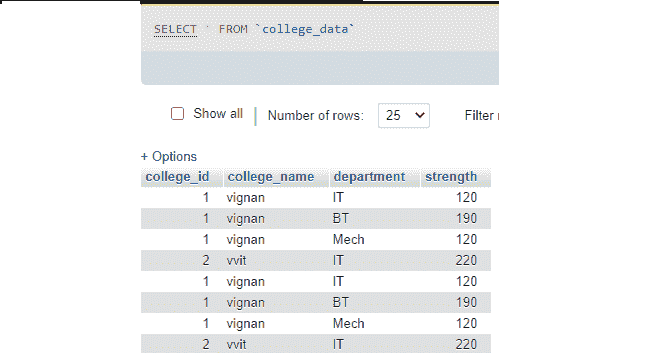 SELECT * FROM `college_data`
Show all Number of rows: 25 Filter
+ Options
college_id college_name department strength
1 vignan IT 120
1 vignan BT 190
1 vignan Mech 120
2 vvit IT 220
1 vignan IT 120
1 vignan BT 190
1 vignan Mech 120
2 vvit IT 220